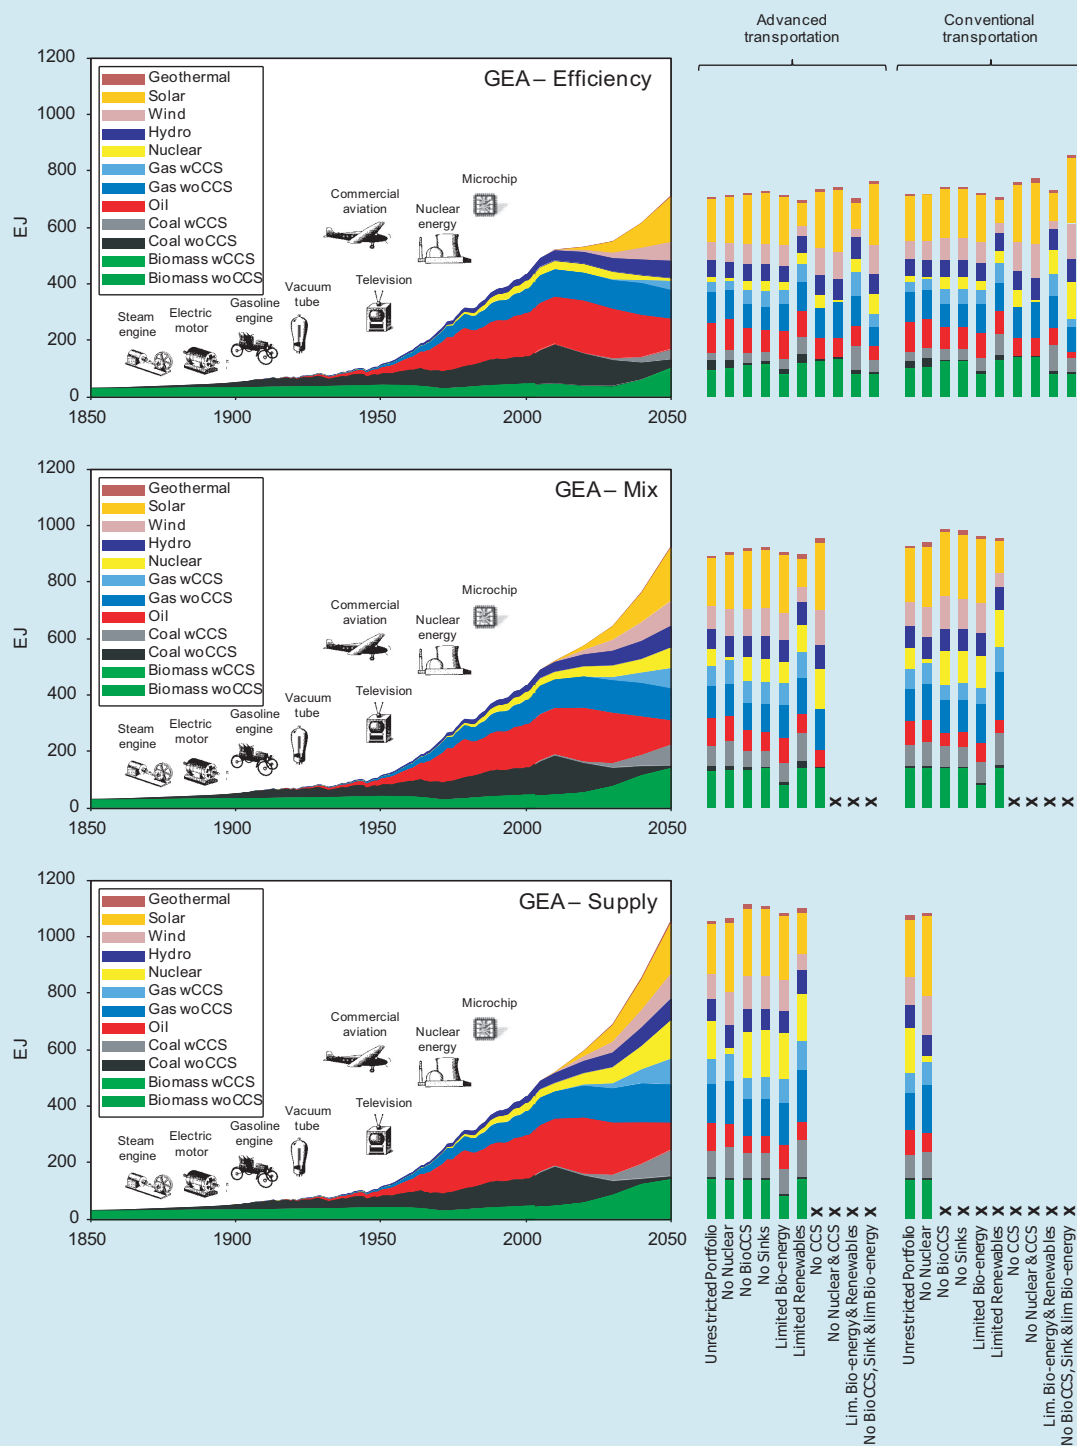 Advanced
transportation
Conventional
transportation
GEA – Efficiency
1200
1000
800
600
400
200
0
EJ
Geothermal
Solar
Wind
Hydro
Nuclear
Gas wCCS
Gas woCCS
Oil
Coal wCCS
Coal woCCS
Biomass wCCS
Biomass woCCS
Steam
engine
Electric
motor
Gasoline
engine
Vacuum
tube
Commercial
aviation
Television
Nuclear
energy
Microchip
1850
1900
1950
2000
2050
GEA – Mix
1200
1000
800
600
400
200
0
EJ
Geothermal
Solar
Wind
Hydro
Nuclear
Gas wCCS
Gas woCCS
Oil
Coal wCCS
Coal woCCS
Biomass wCCS
Biomass woCCS
Steam
engine
Electric
motor
Gasoline
engine
Vacuum
tube
Commercial
aviation
Television
Nuclear
energy
Microchip
1850
1900
1950
2000
2050
X X X
X X X X
GEA – Supply
1200
1000
800
600
400
200
0
EJ
Geothermal
Solar
Wind
Hydro
Nuclear
Gas wCCS
Gas woCCS
Oil
Coal wCCS
Coal woCCS
Biomass wCCS
Biomass woCCS
Steam
engine
Electric
motor
Gasoline
engine
Vacuum
tube
Commercial
aviation
Television
Nuclear
energy
Microchip
1850
1900
1950
2000
2050
X X X X
X X X X X X X X
Unrestricted Portfolio
No Nuclear
No BioCCS
No Sinks
Limited Bio-energy
Limited Renewables
No CCS
No Nuclear & CCS
Lim. Bio-energy & Renewables
No BioCCS, Sink & lim Bio-energy
Unrestricted Portfolio
No Nuclear
No BioCCS
No Sinks
Limited Bio-energy
Limited Renewables
No CCS
No Nuclear & CCS
Lim. Bio-energy & Renewables
No BioCCS, Sink & lim Bio-energy